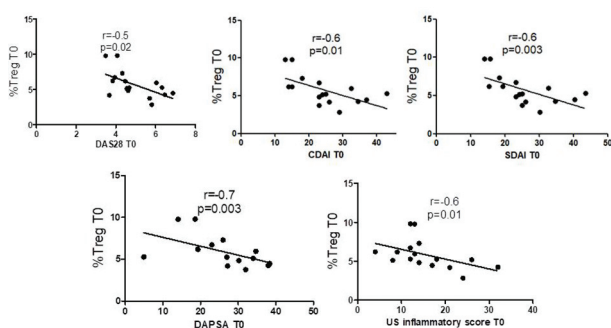 r=-0.5
p=0.02
%Treg T0
15
10
5
0
0 2 4 6 8
DAS28 T0
r=-0.6
p=0.01
%Treg T0
15
10
5
0
0 10 20 30 40
CDAI T0
r=-0.6
p=0.003
%Treg T0
15
10
5
0
0 10 20 30 40 50
SDAI T0
r=-0.7
p=0.003
%Treg T0
15
10
5
0
0 10 20 30 40 50
DAPSA T0
r=-0.6
p=0.01
%Treg T0
15
10
5
0
0 10 20 30 40
US inflammatory score T0